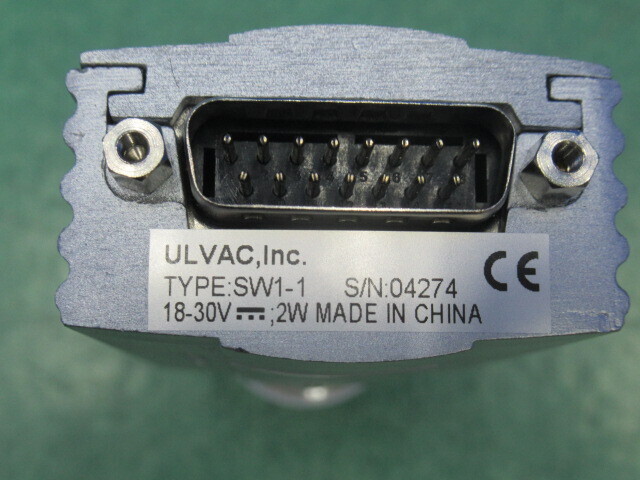 ULVAC,Inc.
TYPE:SW1-1 S/N:04274 CE
18-30V⎓;2W MADE IN CHINA